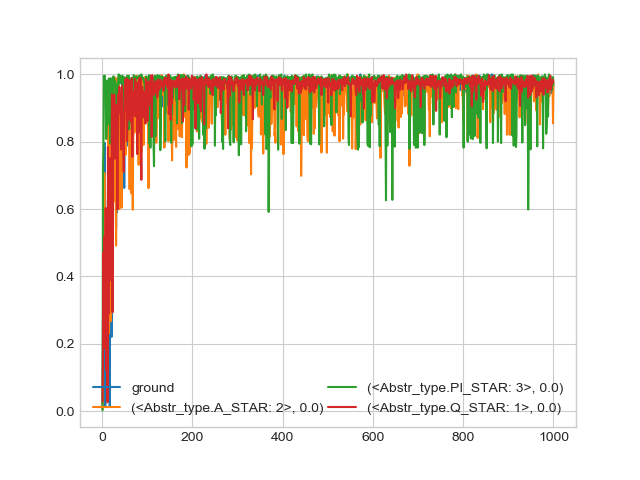 1.0
0.8
0.6
0.4
0.2
0.0
ground
(<Abstr_type.A_STAR: 2>, 0.0)
(<Abstr_type.PI_STAR: 3>, 0.0)
(<Abstr_type.Q_STAR: 1>, 0.0)
0 200 400 600 800 1000